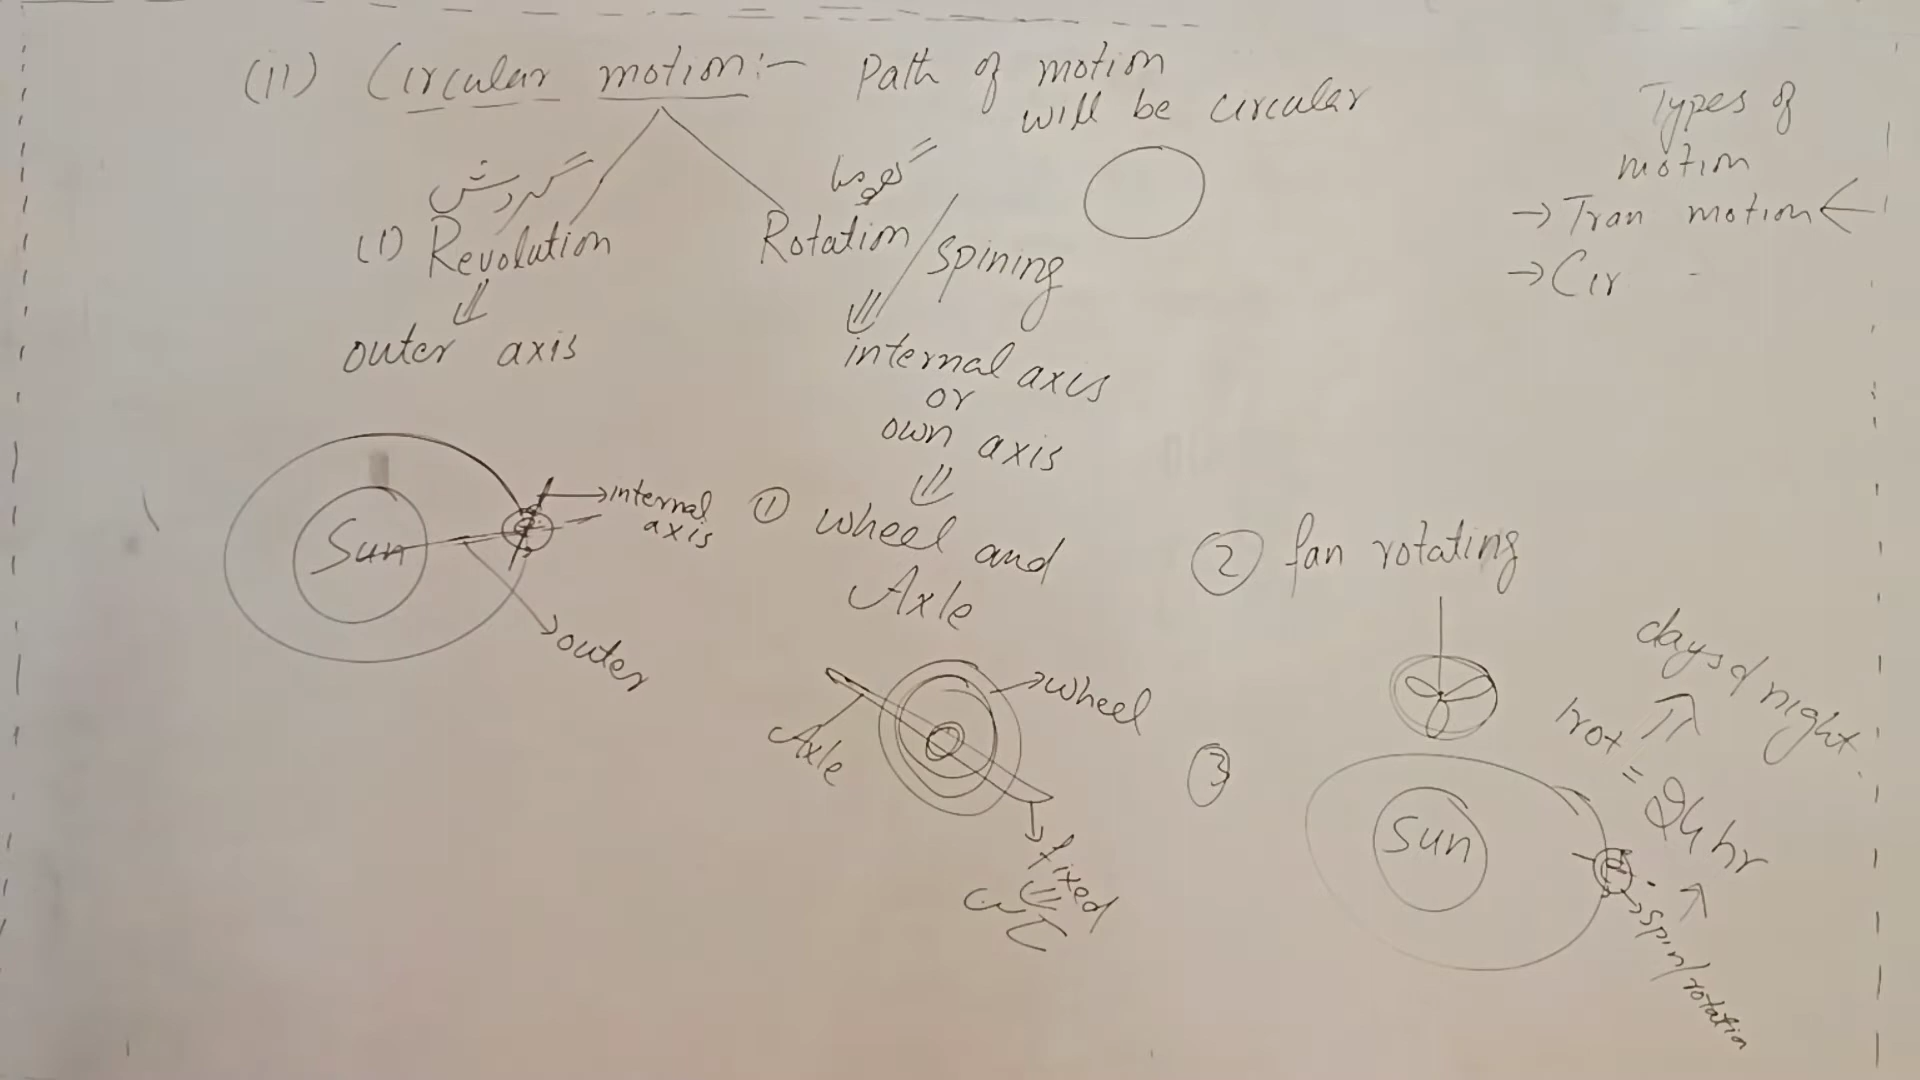 (II) Circular motion:- Path of motion
will be circular
Types of
motion
→ Tran motion ←
→ Cir
گردش
گھومنا
(1) Revolution
Rotation / Spining
outer axis
internal axis
or
own axis
Sun
internal
axis
outer
① wheel and
Axle
wheel
Axle
fixed
② fan rotating
③
Sun
days & night
1 rot = 24 hr
spin/rotation